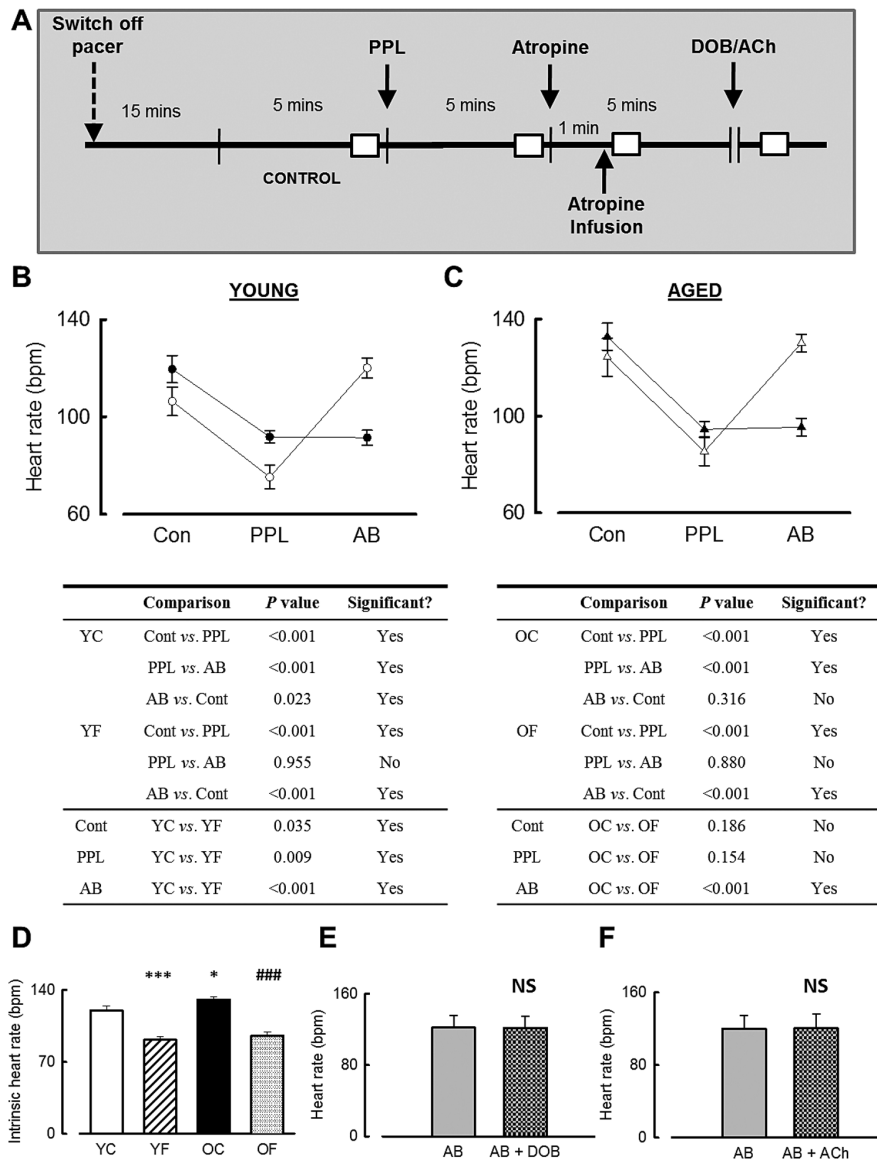 A
Switch off
pacer
PPL
Atropine
DOB/ACh
15 mins
5 mins
5 mins
1 min
5 mins
CONTROL
Atropine
Infusion
B
YOUNG
Heart rate (bpm)
140
100
60
Con PPL AB
C
AGED
Heart rate (bpm)
140
100
60
Con PPL AB
Comparison P value Significant?
YC Cont vs. PPL <0.001 Yes
PPL vs. AB <0.001 Yes
AB vs. Cont 0.023 Yes
YF Cont vs. PPL <0.001 Yes
PPL vs. AB 0.955 No
AB vs. Cont <0.001 Yes
Cont YC vs. YF 0.035 Yes
PPL YC vs. YF 0.009 Yes
AB YC vs. YF <0.001 Yes
Comparison P value Significant?
OC Cont vs. PPL <0.001 Yes
PPL vs. AB <0.001 Yes
AB vs. Cont 0.316 No
OF Cont vs. PPL <0.001 Yes
PPL vs. AB 0.880 No
AB vs. Cont <0.001 Yes
Cont OC vs. OF 0.186 No
PPL OC vs. OF 0.154 No
AB OC vs. OF <0.001 Yes
D
Intrinsic heart rate (bpm)
140
70
0
*** * ###
YC YF OC OF
E
Heart rate (bpm)
160
80
0
NS
AB AB + DOB
F
Heart rate (bpm)
160
80
0
NS
AB AB + ACh